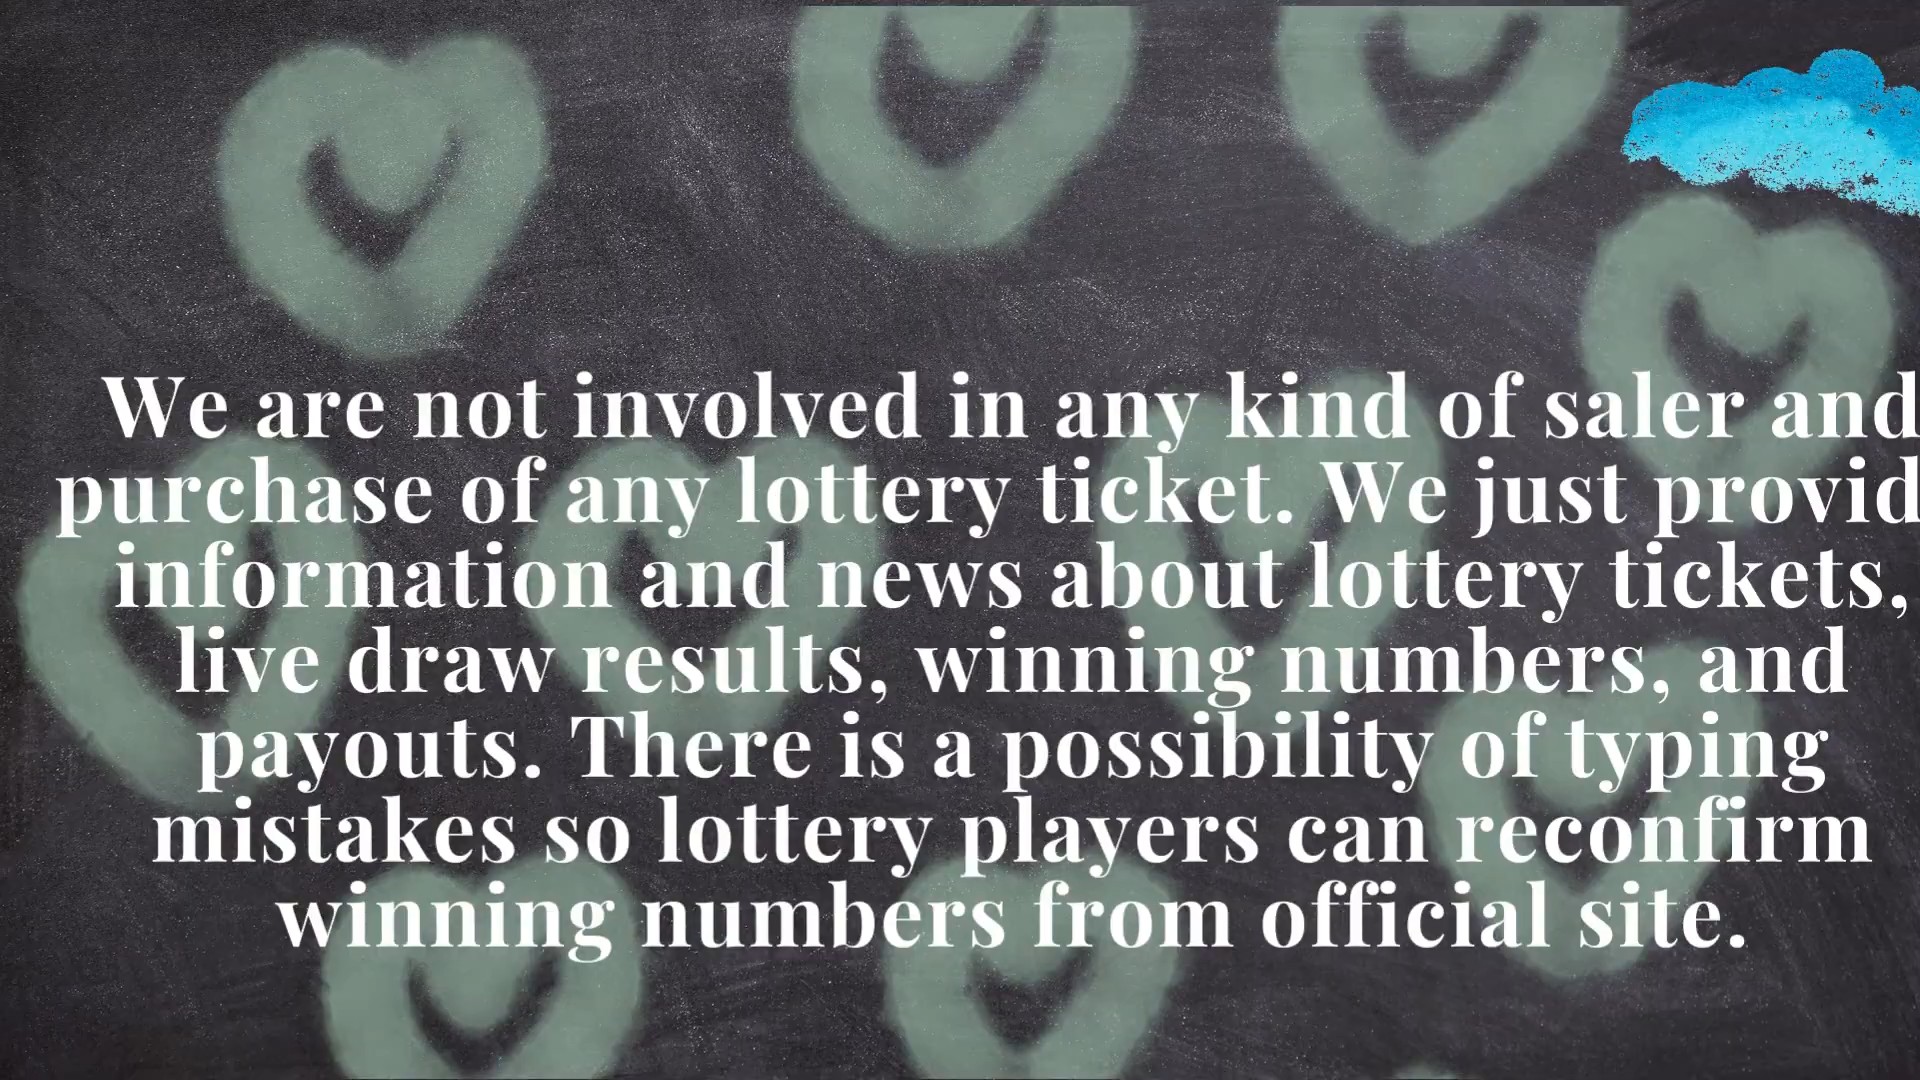 We are not involved in any kind of saler and
purchase of any lottery ticket. We just provid
information and news about lottery tickets,
live draw results, winning numbers, and
payouts. There is a possibility of typing
mistakes so lottery players can reconfirm
winning numbers from official site.